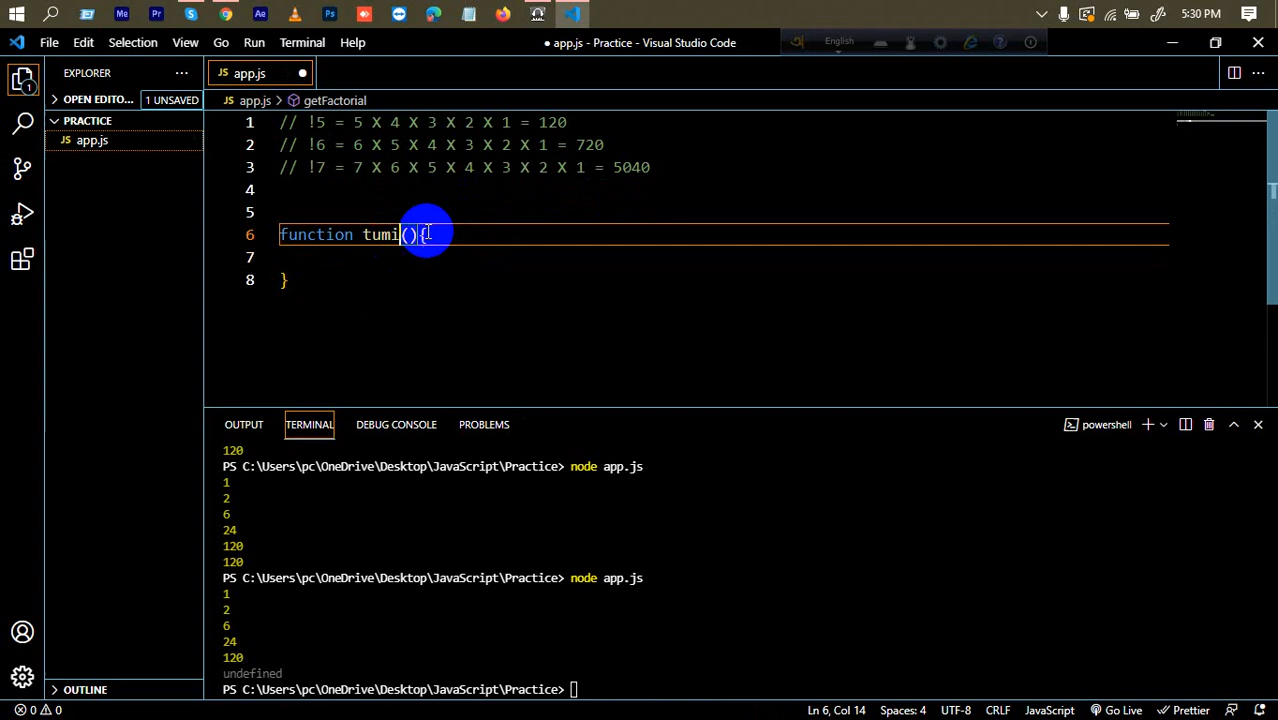 Me
Pr
Ae
Ps
5:30 PM
File Edit Selection View Go Run Terminal Help
● app.js - Practice - Visual Studio Code
English
EXPLORER
JS app.js
OPEN EDITO... 1 UNSAVED
JS app.js > getFactorial
PRACTICE
JS app.js
1 // !5 = 5 X 4 X 3 X 2 X 1 = 120
2 // !6 = 6 X 5 X 4 X 3 X 2 X 1 = 720
3 // !7 = 7 X 6 X 5 X 4 X 3 X 2 X 1 = 5040
4
5
6 function tumi(){
7
8 }
OUTPUT TERMINAL DEBUG CONSOLE PROBLEMS
powershell
120
PS C:\Users\pc\OneDrive\Desktop\JavaScript\Practice> node app.js
1
2
6
24
120
120
PS C:\Users\pc\OneDrive\Desktop\JavaScript\Practice> node app.js
1
2
6
24
120
undefined
PS C:\Users\pc\OneDrive\Desktop\JavaScript\Practice>
OUTLINE
0 0
Ln 6, Col 14 Spaces: 4 UTF-8 CRLF JavaScript Go Live Prettier